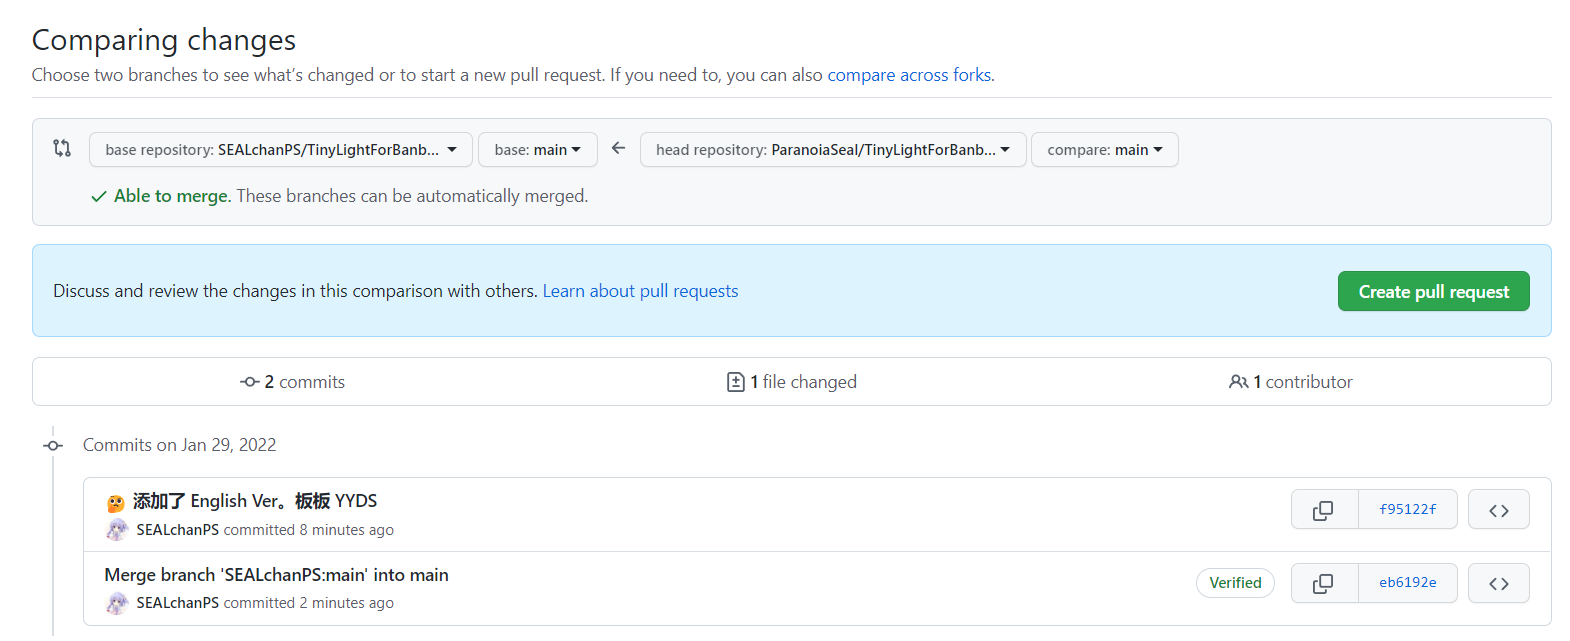 Comparing changes
Choose two branches to see what’s changed or to start a new pull request. If you need to, you can also compare across forks.
base repository: SEALchanPS/TinyLightForBanb... base: main head repository: ParanoiaSeal/TinyLightForBanb... compare: main
Able to merge. These branches can be automatically merged.
Discuss and review the changes in this comparison with others. Learn about pull requests Create pull request
2 commits 1 file changed 1 contributor
Commits on Jan 29, 2022
🤔 添加了 English Ver。板板 YYDS
f95122f
SEALchanPS committed 8 minutes ago
Merge branch 'SEALchanPS:main' into main
Verified eb6192e
SEALchanPS committed 2 minutes ago